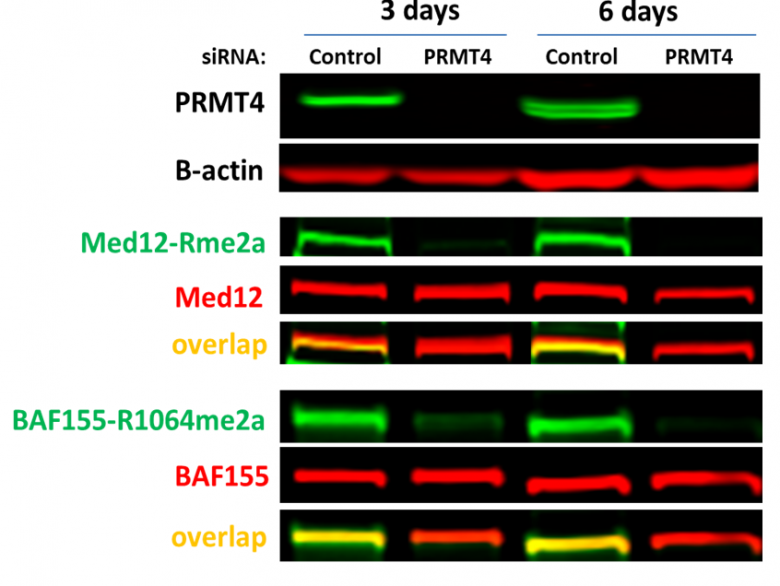 3 days 6 days
siRNA: Control PRMT4 Control PRMT4
PRMT4
B-actin
Med12-Rme2a
Med12
overlap
BAF155-R1064me2a
BAF155
overlap